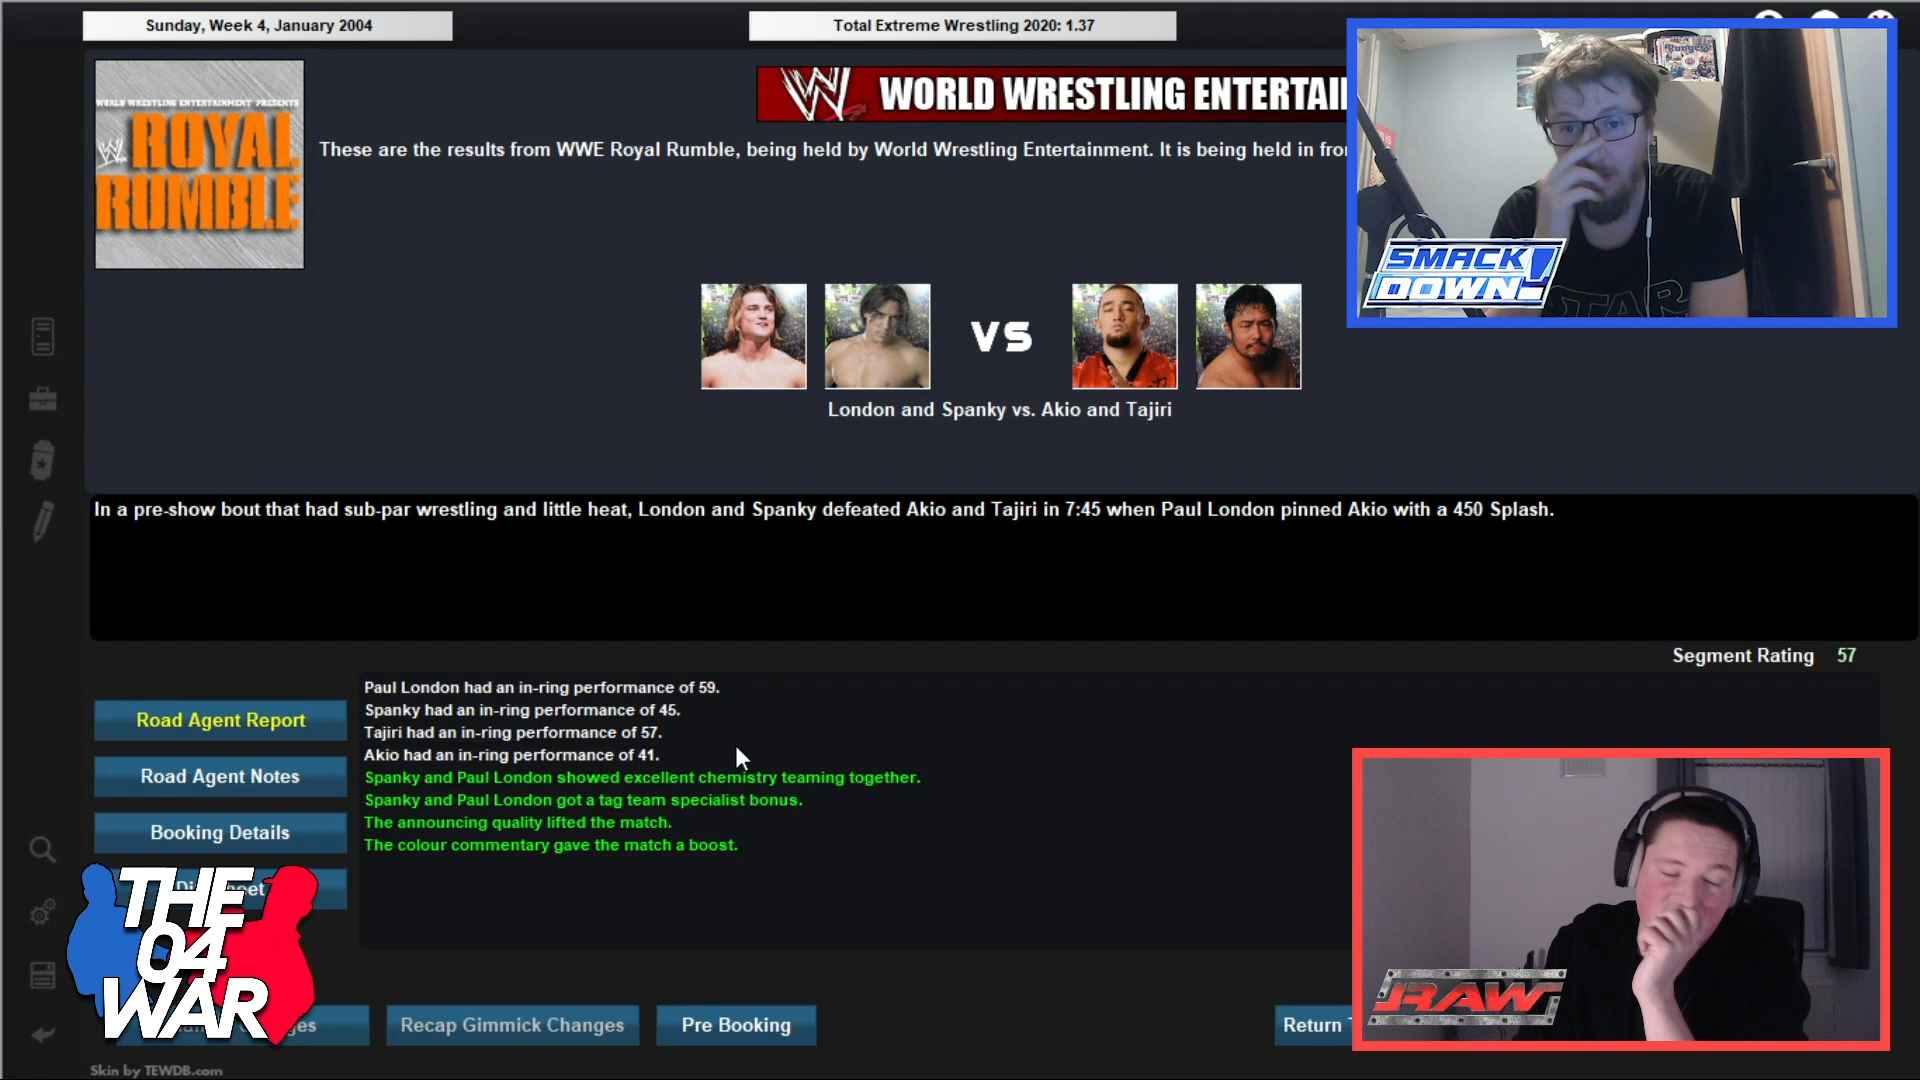 Sunday, Week 4, January 2004
Total Extreme Wrestling 2020: 1.37
WORLD WRESTLING ENTERTAINMENT PRESENTS
ROYAL
RUMBLE
WORLD WRESTLING ENTERTAI
These are the results from WWE Royal Rumble, being held by World Wrestling Entertainment. It is being held in fro
SMACK
DOWN!
STAR
VS
London and Spanky vs. Akio and Tajiri
In a pre-show bout that had sub-par wrestling and little heat, London and Spanky defeated Akio and Tajiri in 7:45 when Paul London pinned Akio with a 450 Splash.
Segment Rating 57
Road Agent Report
Road Agent Notes
Booking Details
Paul London had an in-ring performance of 59.
Spanky had an in-ring performance of 45.
Tajiri had an in-ring performance of 57.
Akio had an in-ring performance of 41.
Spanky and Paul London showed excellent chemistry teaming together.
Spanky and Paul London got a tag team specialist bonus.
The announcing quality lifted the match.
The colour commentary gave the match a boost.
THE
04
WAR
Recap Gimmick Changes
Pre Booking
Return
RAW
Skin by TEWDB.com